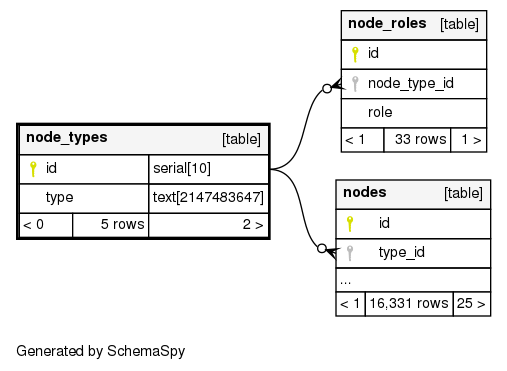 node_roles [table]
id
node_type_id
role
< 1 33 rows 1 >
node_types [table]
id serial[10]
type text[2147483647]
< 0 5 rows 2 >
nodes [table]
id
type_id
...
< 1 16,331 rows 25 >
Generated by SchemaSpy